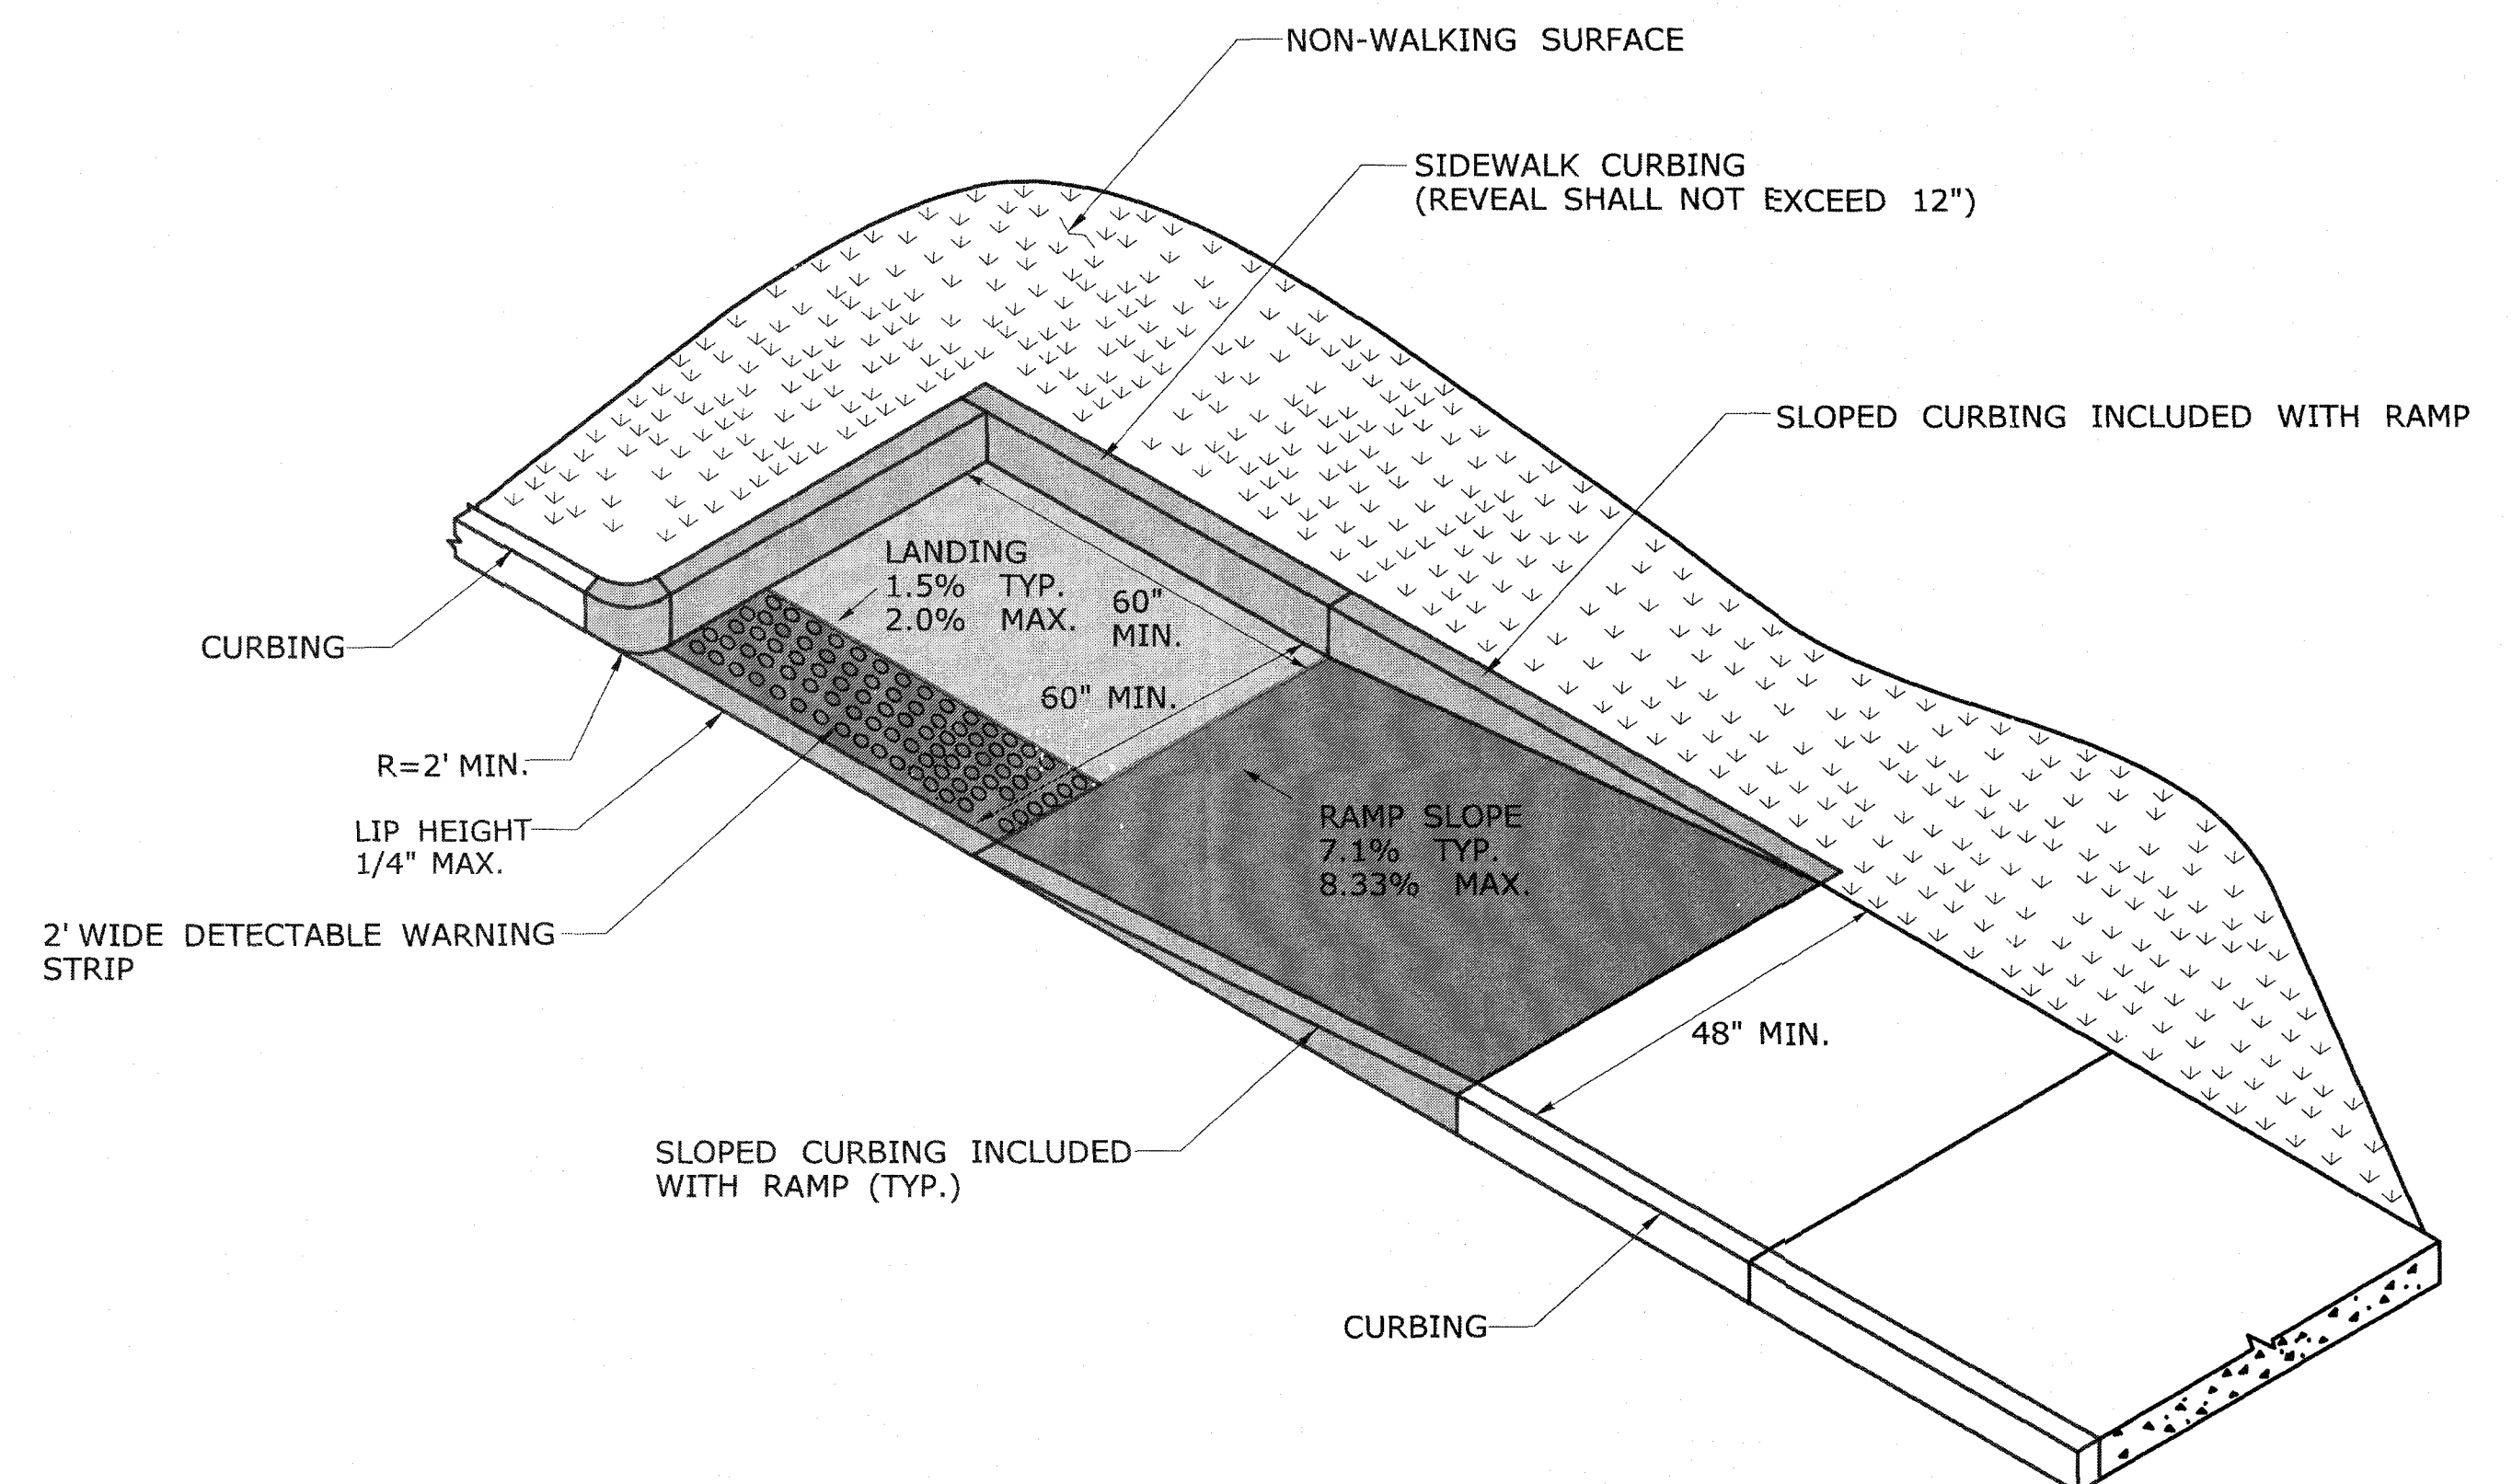 NON-WALKING SURFACE
SIDEWALK CURBING
(REVEAL SHALL NOT EXCEED 12")
SLOPED CURBING INCLUDED WITH RAMP
LANDING
1.5% TYP.
2.0% MAX.
60"
MIN.
CURBING
60" MIN.
R=2' MIN.
LIP HEIGHT
1/4" MAX.
RAMP SLOPE
7.1% TYP.
8.33% MAX.
2' WIDE DETECTABLE WARNING
STRIP
48" MIN.
SLOPED CURBING INCLUDED
WITH RAMP (TYP.)
CURBING